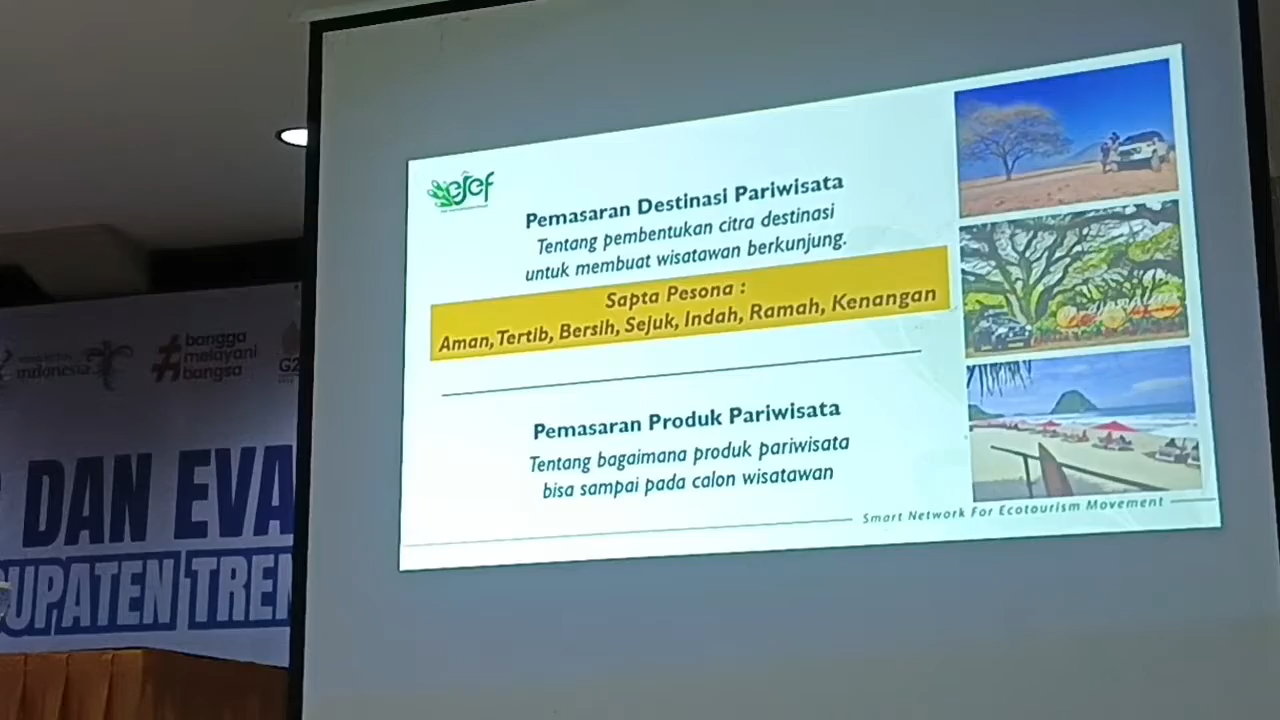 esef
Pemasaran Destinasi Pariwisata
Tentang pembentukan citra destinasi
untuk membuat wisatawan berkunjung.
Sapta Pesona :
Aman, Tertib, Bersih, Sejuk, Indah, Ramah, Kenangan
Pemasaran Produk Pariwisata
Tentang bagaimana produk pariwisata
bisa sampai pada calon wisatawan
Smart Network For Ecotourism Movement
indonesia
#bangga
melayani
bangsa
G2
DAN EVA
UPATEN TREN